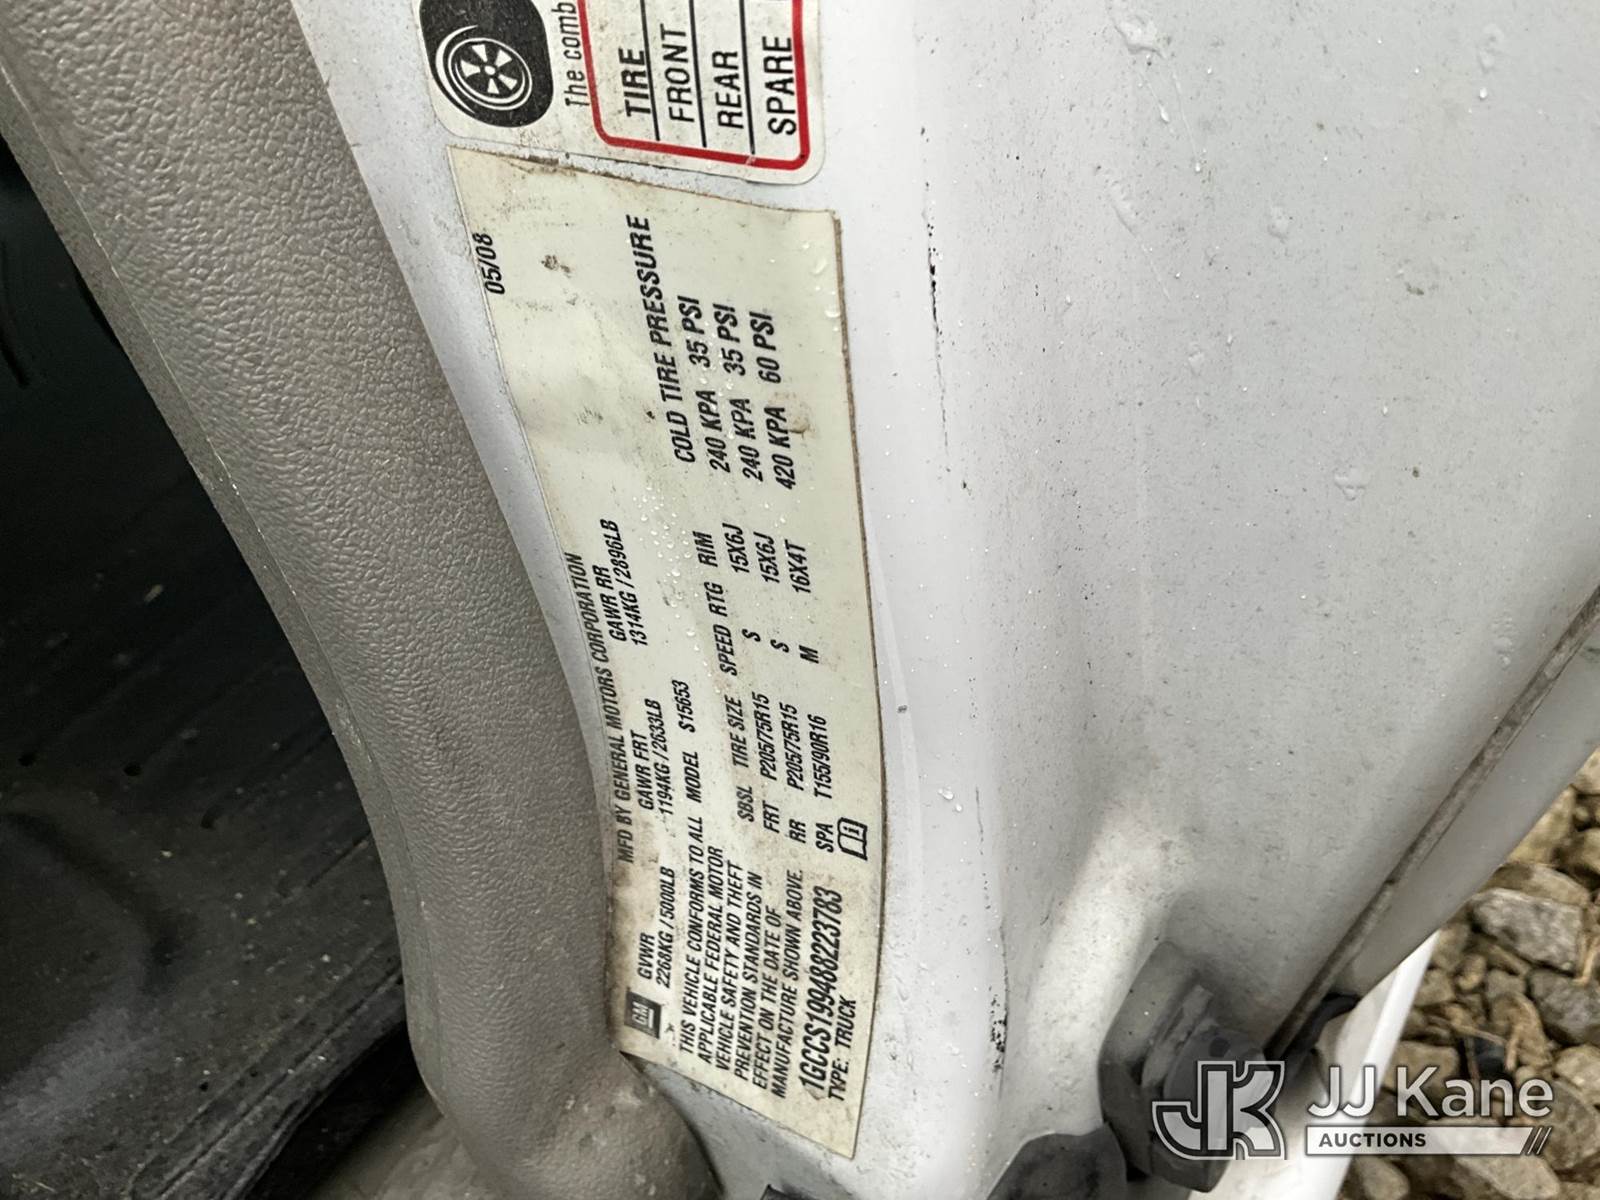 The comb
TIRE
FRONT
REAR
SPARE
05/08
MFD BY GENERAL MOTORS CORPORATION
GM GVWR GAWR FRT GAWR RR
2268KG / 5000LB 1194KG / 2633LB 1314KG / 2896LB
THIS VEHICLE CONFORMS TO ALL MODEL S15653
APPLICABLE FEDERAL MOTOR
VEHICLE SAFETY AND THEFT
PREVENTION STANDARDS IN
EFFECT ON THE DATE OF
MANUFACTURE SHOWN ABOVE.
COLD TIRE PRESSURE
SBSL TIRE SIZE SPEED RTG RIM
FRT P205/75R15 S 15X6J 240 KPA 35 PSI
RR P205/75R15 S 15X6J 240 KPA 35 PSI
SPA T155/90R16 M 16X4T 420 KPA 60 PSI
1GCCS199488223783
TYPE: TRUCK
JK JJ Kane
AUCTIONS